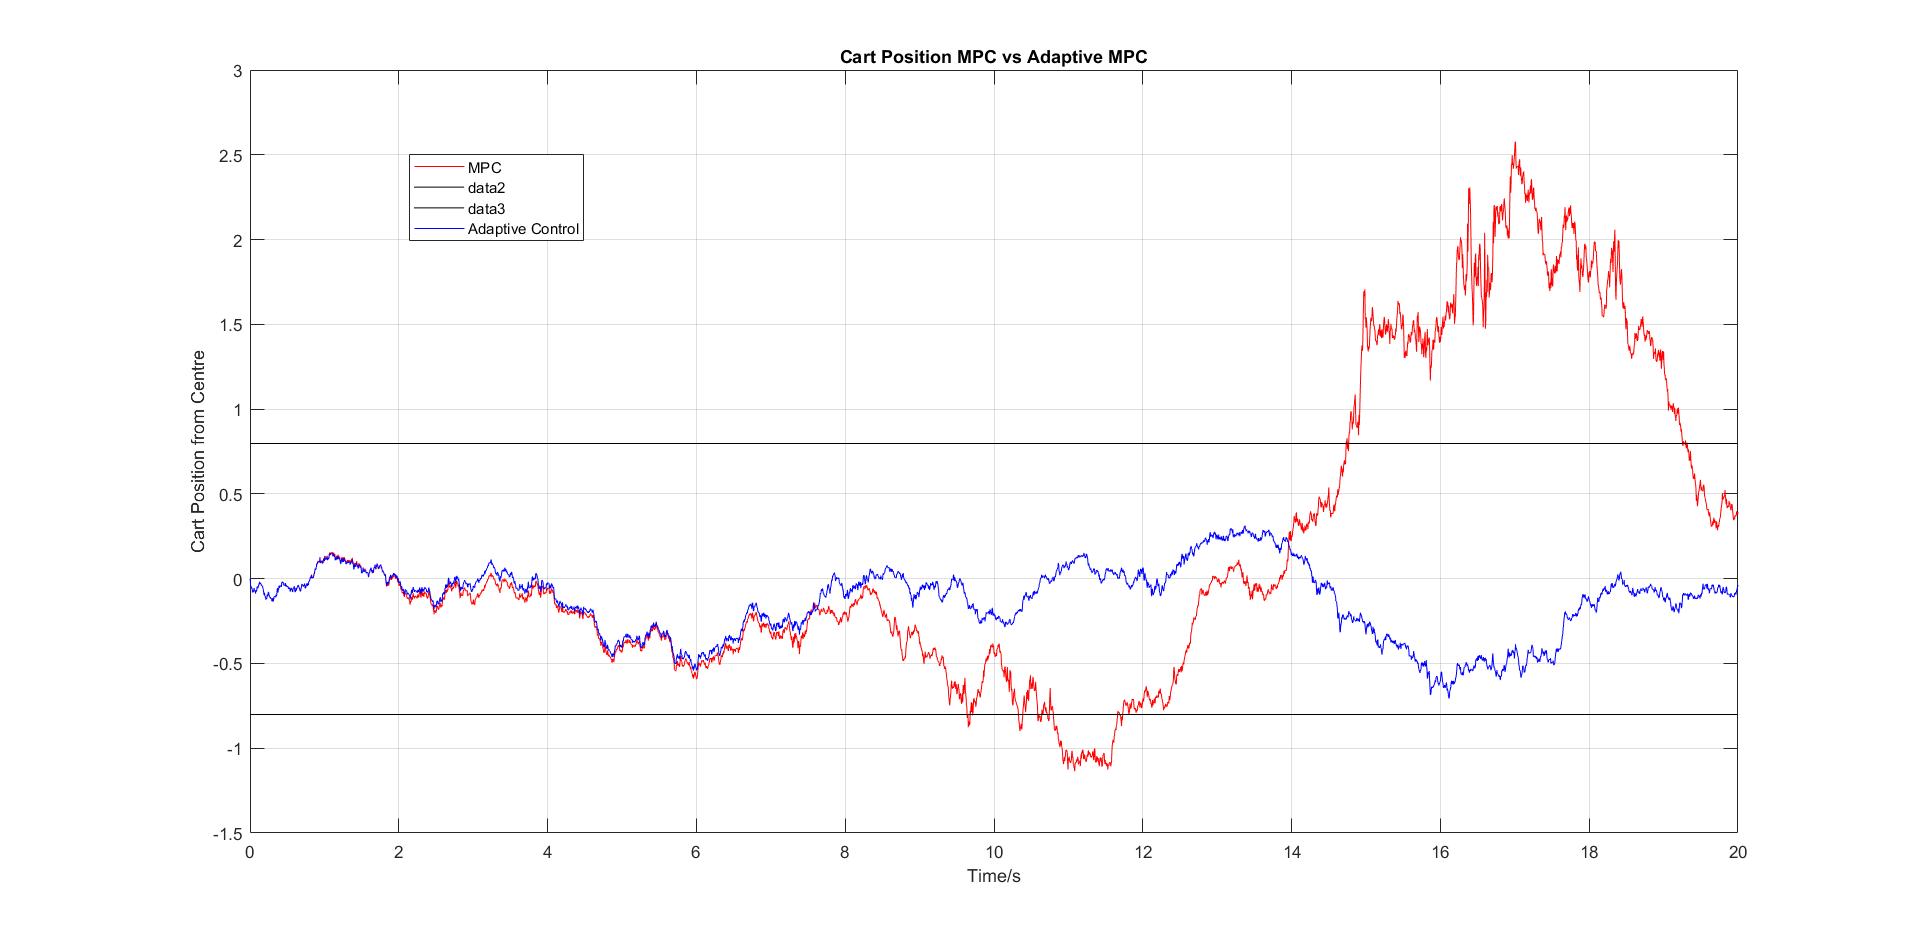 Cart Position MPC vs Adaptive MPC
3
2.5
2
1.5
1
0.5
0
-0.5
-1
-1.5
MPC
data2
data3
Adaptive Control
Cart Position from Centre
0 2 4 6 8 10 12 14 16 18 20
Time/s